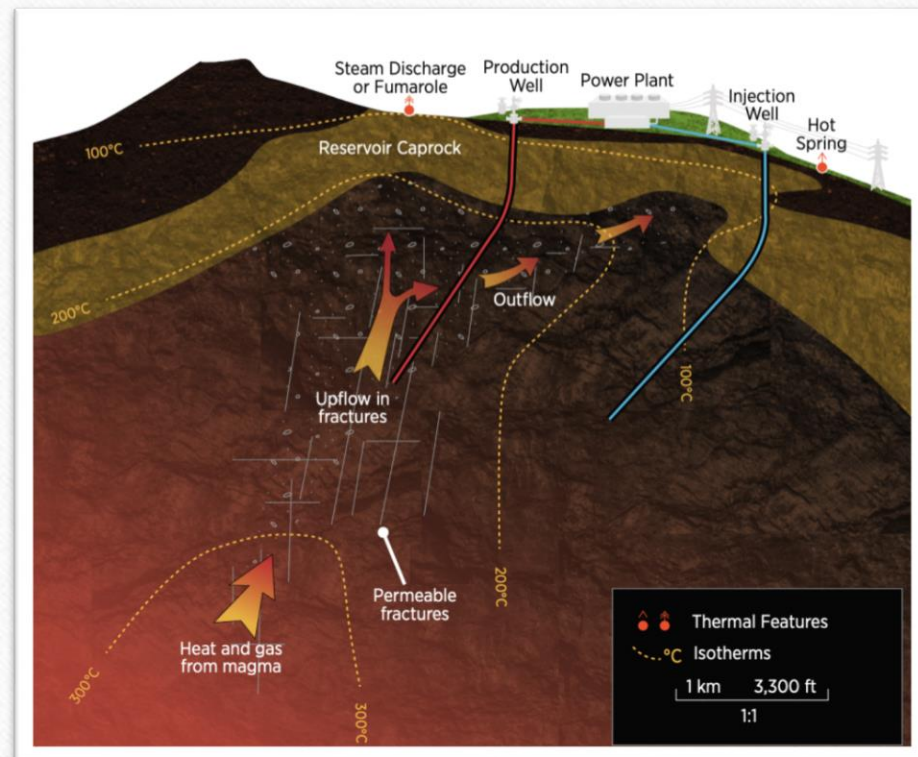 Steam Discharge
or Fumarole
Production
Well
Power Plant
Injection
Well
Hot
Spring
100°C
Reservoir Caprock
200°C
Outflow
Upflow in
fractures
100°C
200°C
Permeable
fractures
Heat and gas
from magma
300°C
300°C
Thermal Features
°C Isotherms
1 km 3,300 ft
1:1